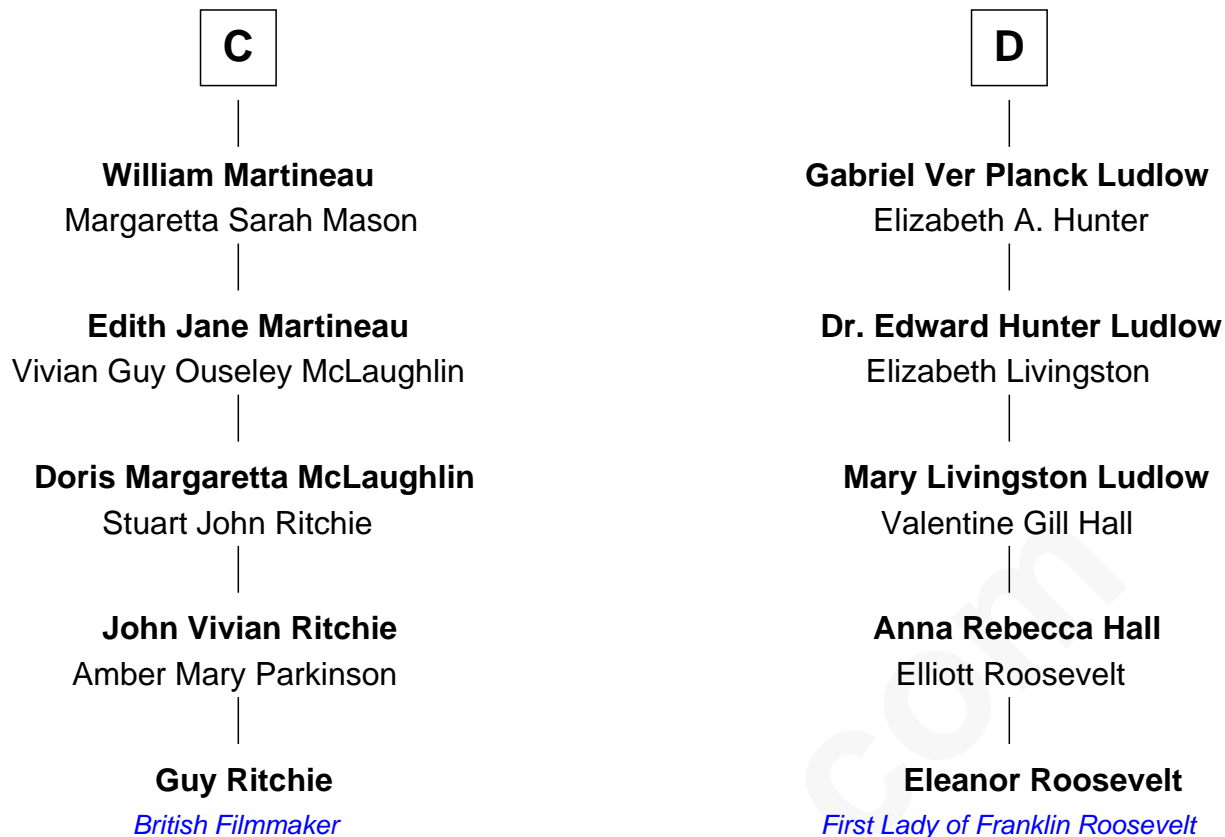 C
William Martineau
Margaretta Sarah Mason
Edith Jane Martineau
Vivian Guy Ouseley McLaughlin
Doris Margaretta McLaughlin
Stuart John Ritchie
John Vivian Ritchie
Amber Mary Parkinson
Guy Ritchie
British Filmmaker
D
Gabriel Ver Planck Ludlow
Elizabeth A. Hunter
Dr. Edward Hunter Ludlow
Elizabeth Livingston
Mary Livingston Ludlow
Valentine Gill Hall
Anna Rebecca Hall
Elliott Roosevelt
Eleanor Roosevelt
First Lady of Franklin Roosevelt
com